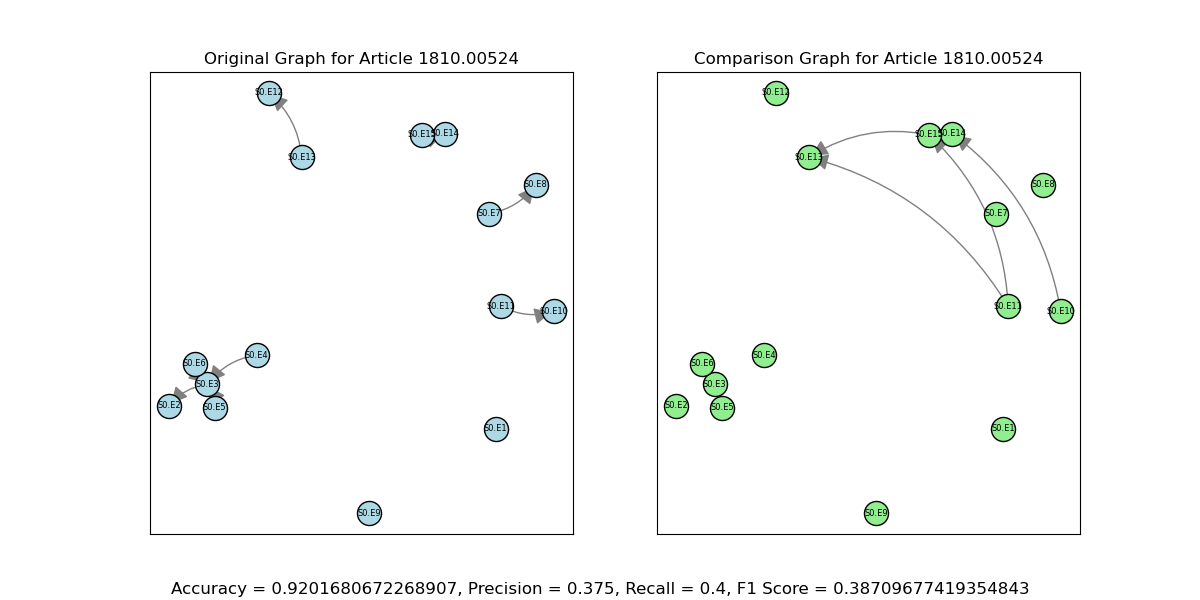 Original Graph for Article 1810.00524
S0.E12
S0.E15
S0.E14
S0.E13
S0.E8
S0.E7
S0.E11
S0.E10
S0.E4
S0.E6
S0.E3
S0.E2
S0.E5
S0.E1
S0.E9
Comparison Graph for Article 1810.00524
S0.E12
S0.E15
S0.E14
S0.E13
S0.E8
S0.E7
S0.E11
S0.E10
S0.E4
S0.E6
S0.E3
S0.E2
S0.E5
S0.E1
S0.E9
Accuracy = 0.9201680672268907, Precision = 0.375, Recall = 0.4, F1 Score = 0.38709677419354843